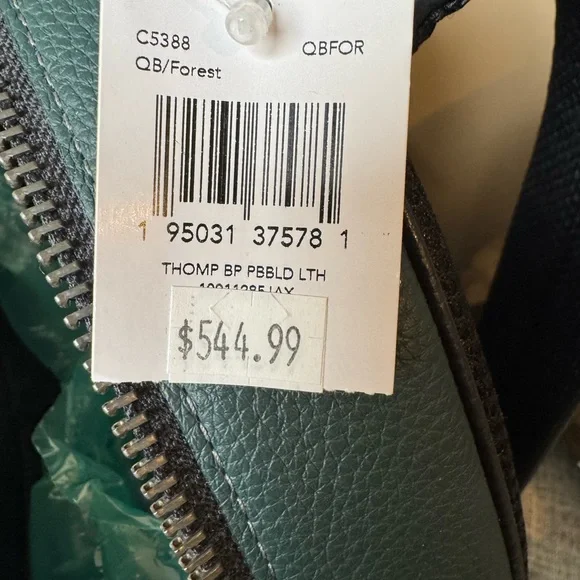 C5388 QBFOR
QB/Forest
1 95031 37578 1
THOMP BP PBBLD LTH
$544.99